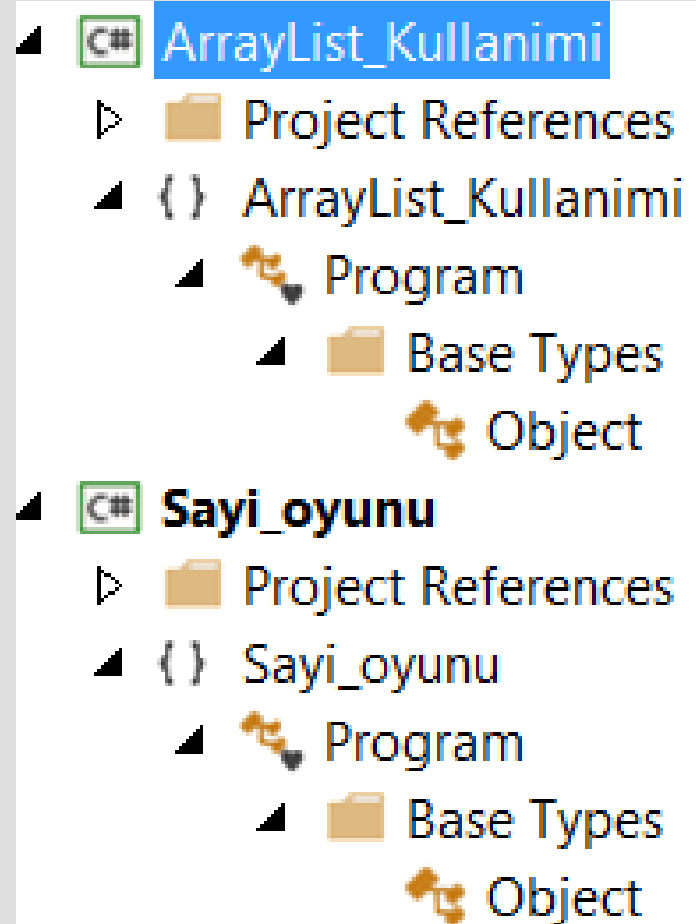 C# ArrayList_Kullanimi
Project References
{ } ArrayList_Kullanimi
Program
Base Types
Object
C# Sayi_oyunu
Project References
{ } Sayi_oyunu
Program
Base Types
Object